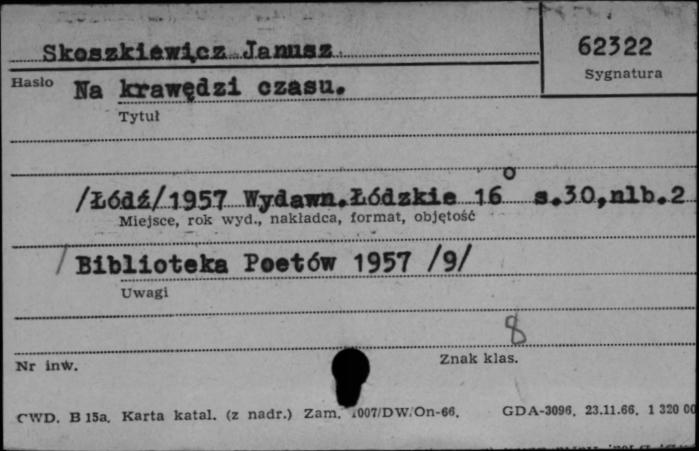 Skoszkiewicz Janusz
62322
Hasło
Sygnatura
Na krawędzi czasu.
Tytuł
/Łódź/1957 Wydawn.Łódzkie 16° s.30,nlb.2
Miejsce, rok wyd., nakładca, format, objętość
/ Biblioteka Poetów 1957 /9/
Uwagi
8
Nr inw.
Znak klas.
CWD. B 15a. Karta katal. (z nadr.) Zam. 1007/DW/On-66. GDA-3096. 23.11.66. 1 320 00